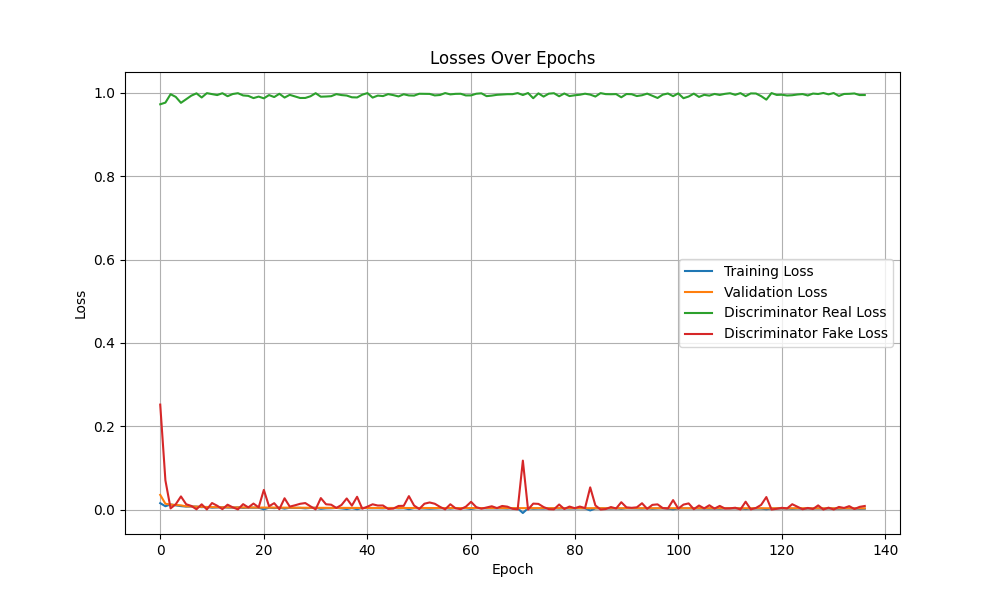 Losses Over Epochs
1.0
0.8
0.6
0.4
0.2
0.0
Loss
Training Loss
Validation Loss
Discriminator Real Loss
Discriminator Fake Loss
0 20 40 60 80 100 120 140
Epoch